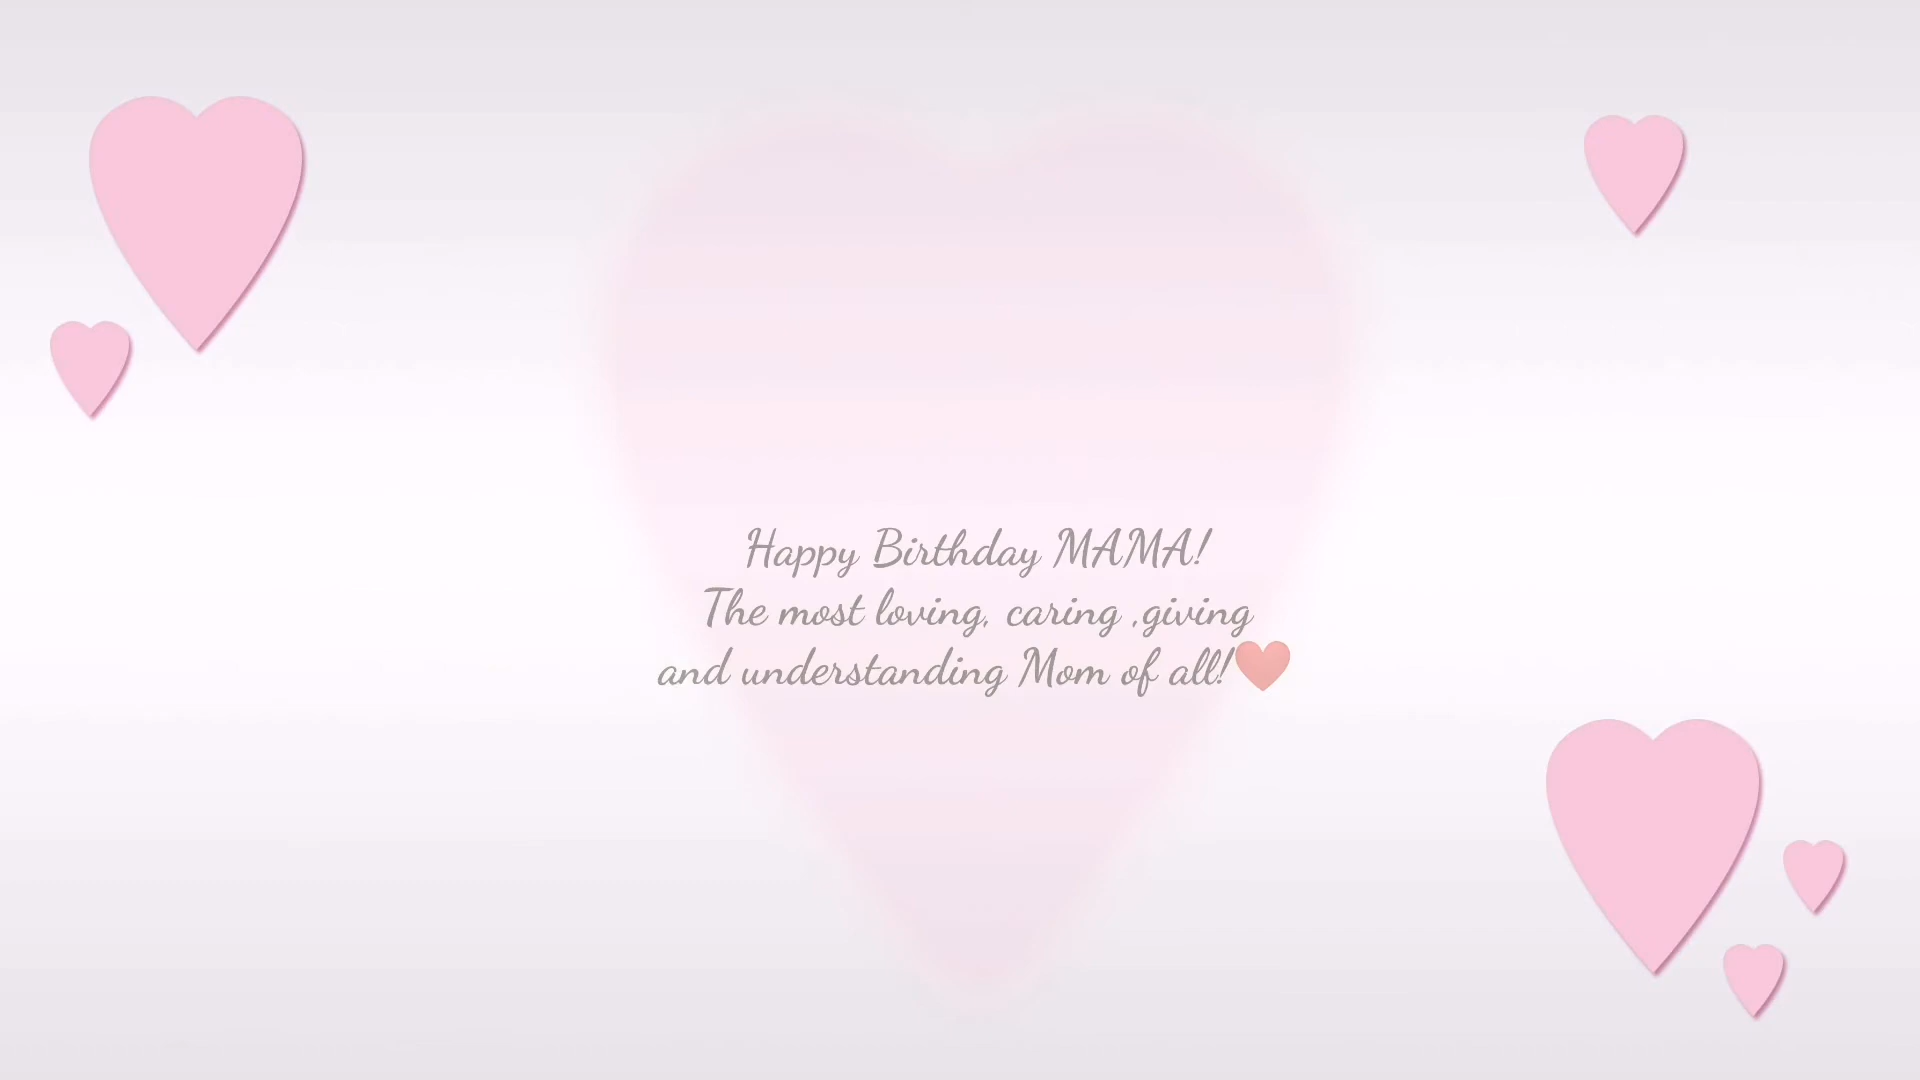 Happy Birthday MAMA!
The most loving, caring ,giving
and understanding Mom of all!❤️